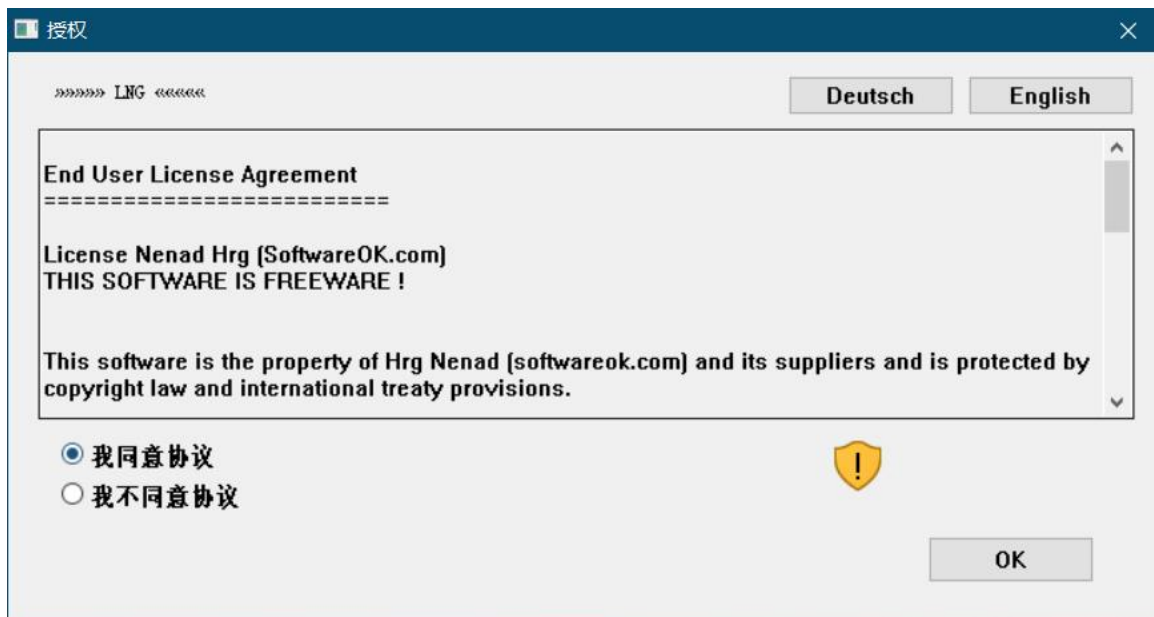 授权
»»»»» LNG «««««
Deutsch
English
End User License Agreement
==========================
License Nenad Hrg (SoftwareOK.com)
THIS SOFTWARE IS FREEWARE !
This software is the property of Hrg Nenad (softwareok.com) and its suppliers and is protected by
copyright law and international treaty provisions.
我同意协议
我不同意协议
OK